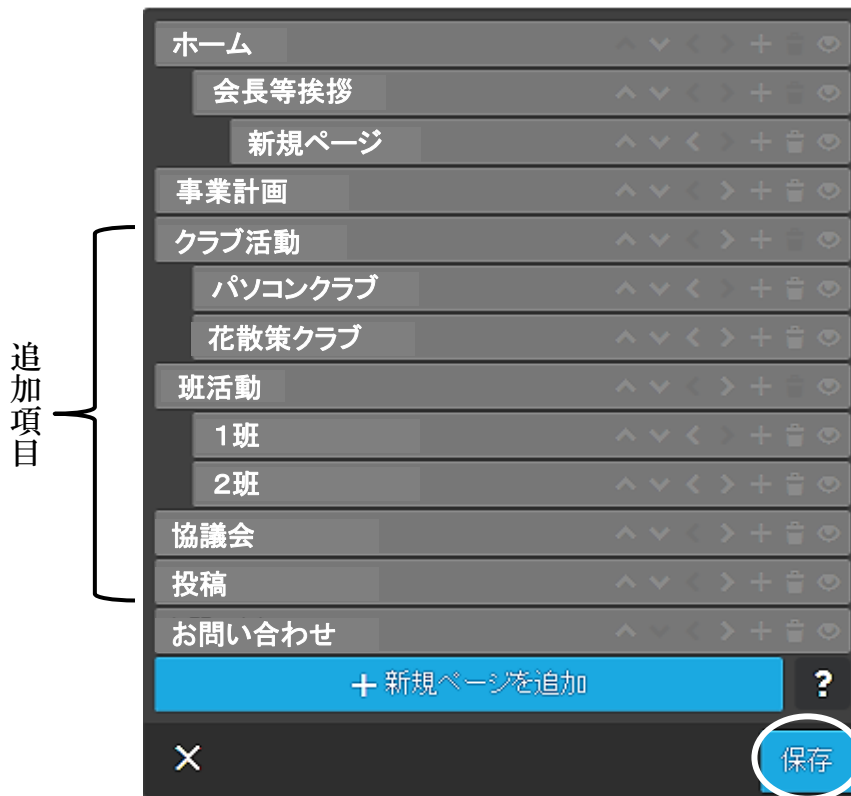 ホーム
会長等挨拶
新規ページ
事業計画
クラブ活動
パソコンクラブ
花散策クラブ
班活動
1班
2班
協議会
投稿
お問い合わせ
+ 新規ページを追加
?
× 保存
追加項目